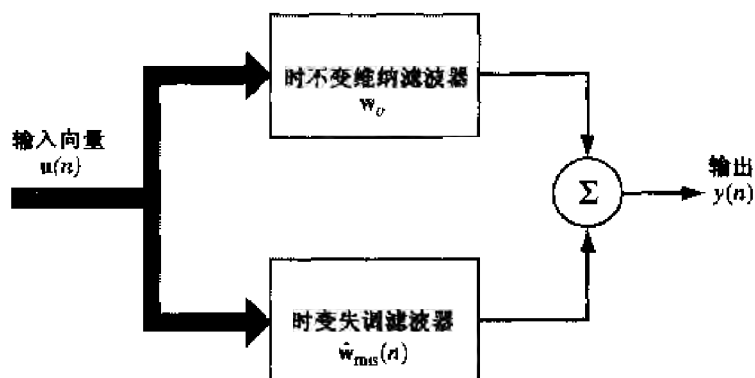 时不变维纳滤波器
w_o
输入向量
u(n)
Σ
输出
y(n)
时变失调滤波器
ŵ_mis(n)